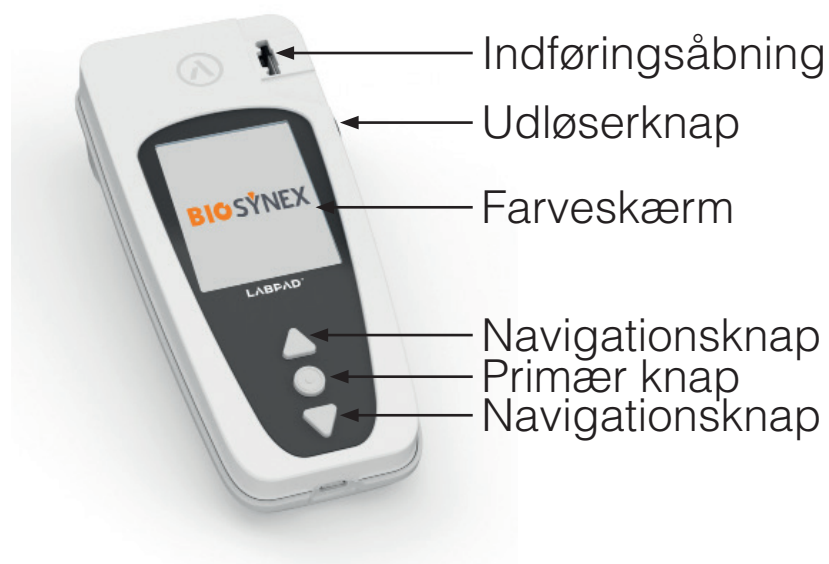 Indføringsåbning
Udløserknap
Farveskærm
BIOSYNEX
LABPAD
Navigationsknap
Primær knap
Navigationsknap